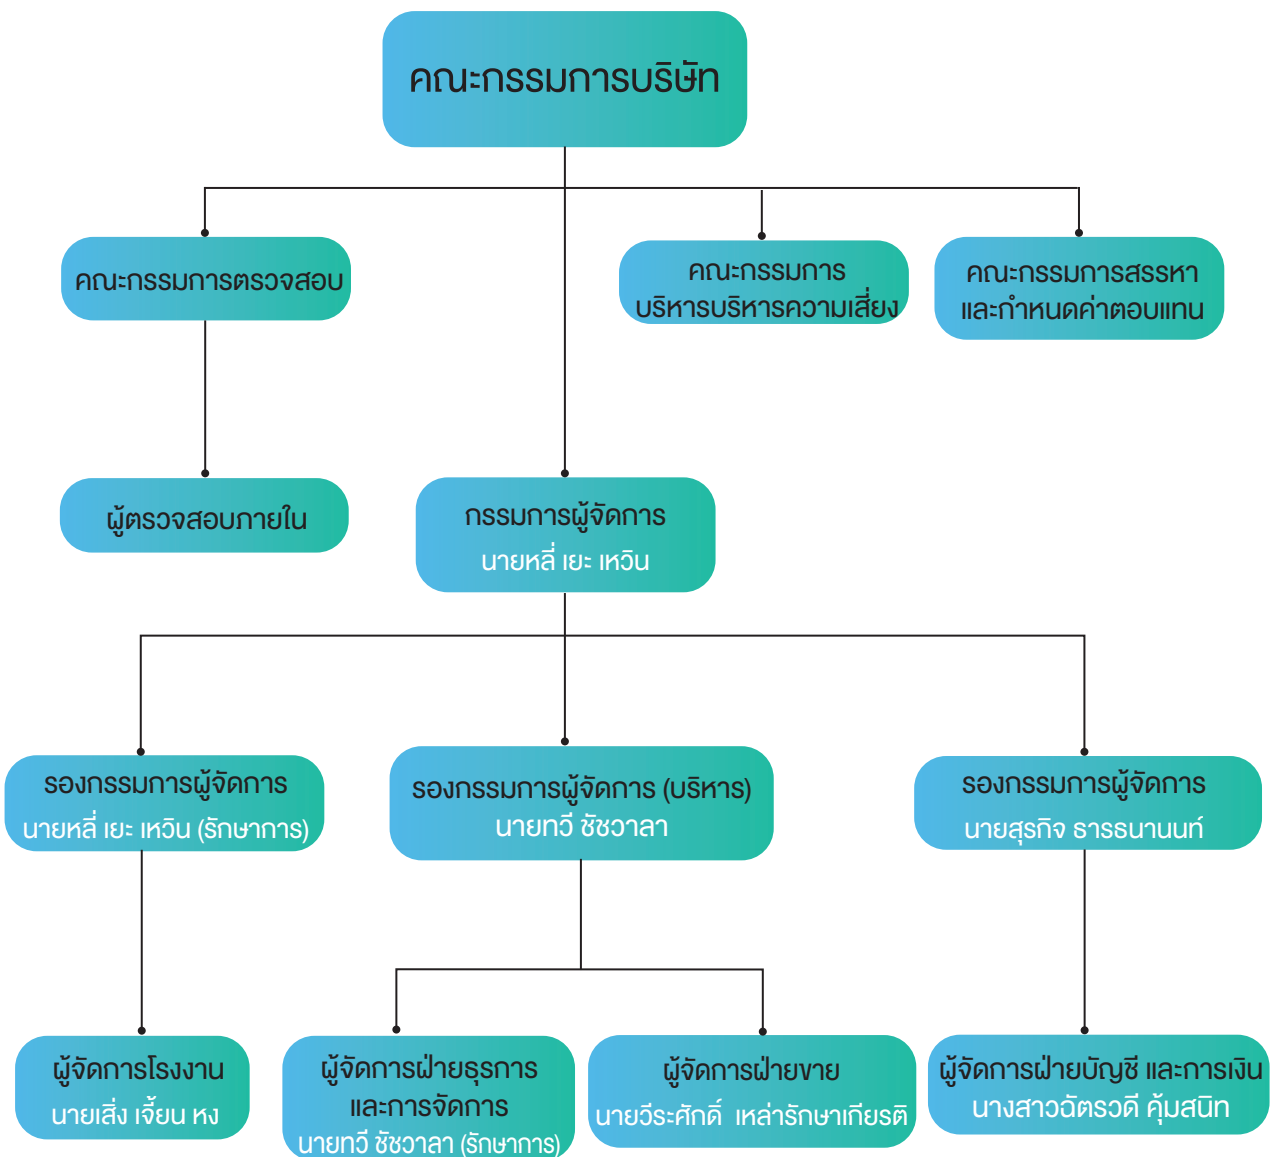 คณะกรรมการบริษัท
คณะกรรมการตรวจสอบ
คณะกรรมการ
บริหารบริหารความเสี่ยง
คณะกรรมการสรรหา
และกำหนดค่าตอบแทน
ผู้ตรวจสอบภายใน
กรรมการผู้จัดการ
นายหลี่ เยะ เหวิน
รองกรรมการผู้จัดการ
นายหลี่ เยะ เหวิน (รักษาการ)
รองกรรมการผู้จัดการ (บริหาร)
นายทวี ชัชวาลา
รองกรรมการผู้จัดการ
นายสุรกิจ ธารธนานนท์
ผู้จัดการโรงงาน
นายเสิ่ง เจี้ยน หง
ผู้จัดการฝ่ายธุรการ
และการจัดการ
นายทวี ชัชวาลา (รักษาการ)
ผู้จัดการฝ่ายขาย
นายวีระศักดิ์ เหล่ารักษาเกียรติ
ผู้จัดการฝ่ายบัญชี และการเงิน
นางสาวฉัตรวดี คุ้มสนิท